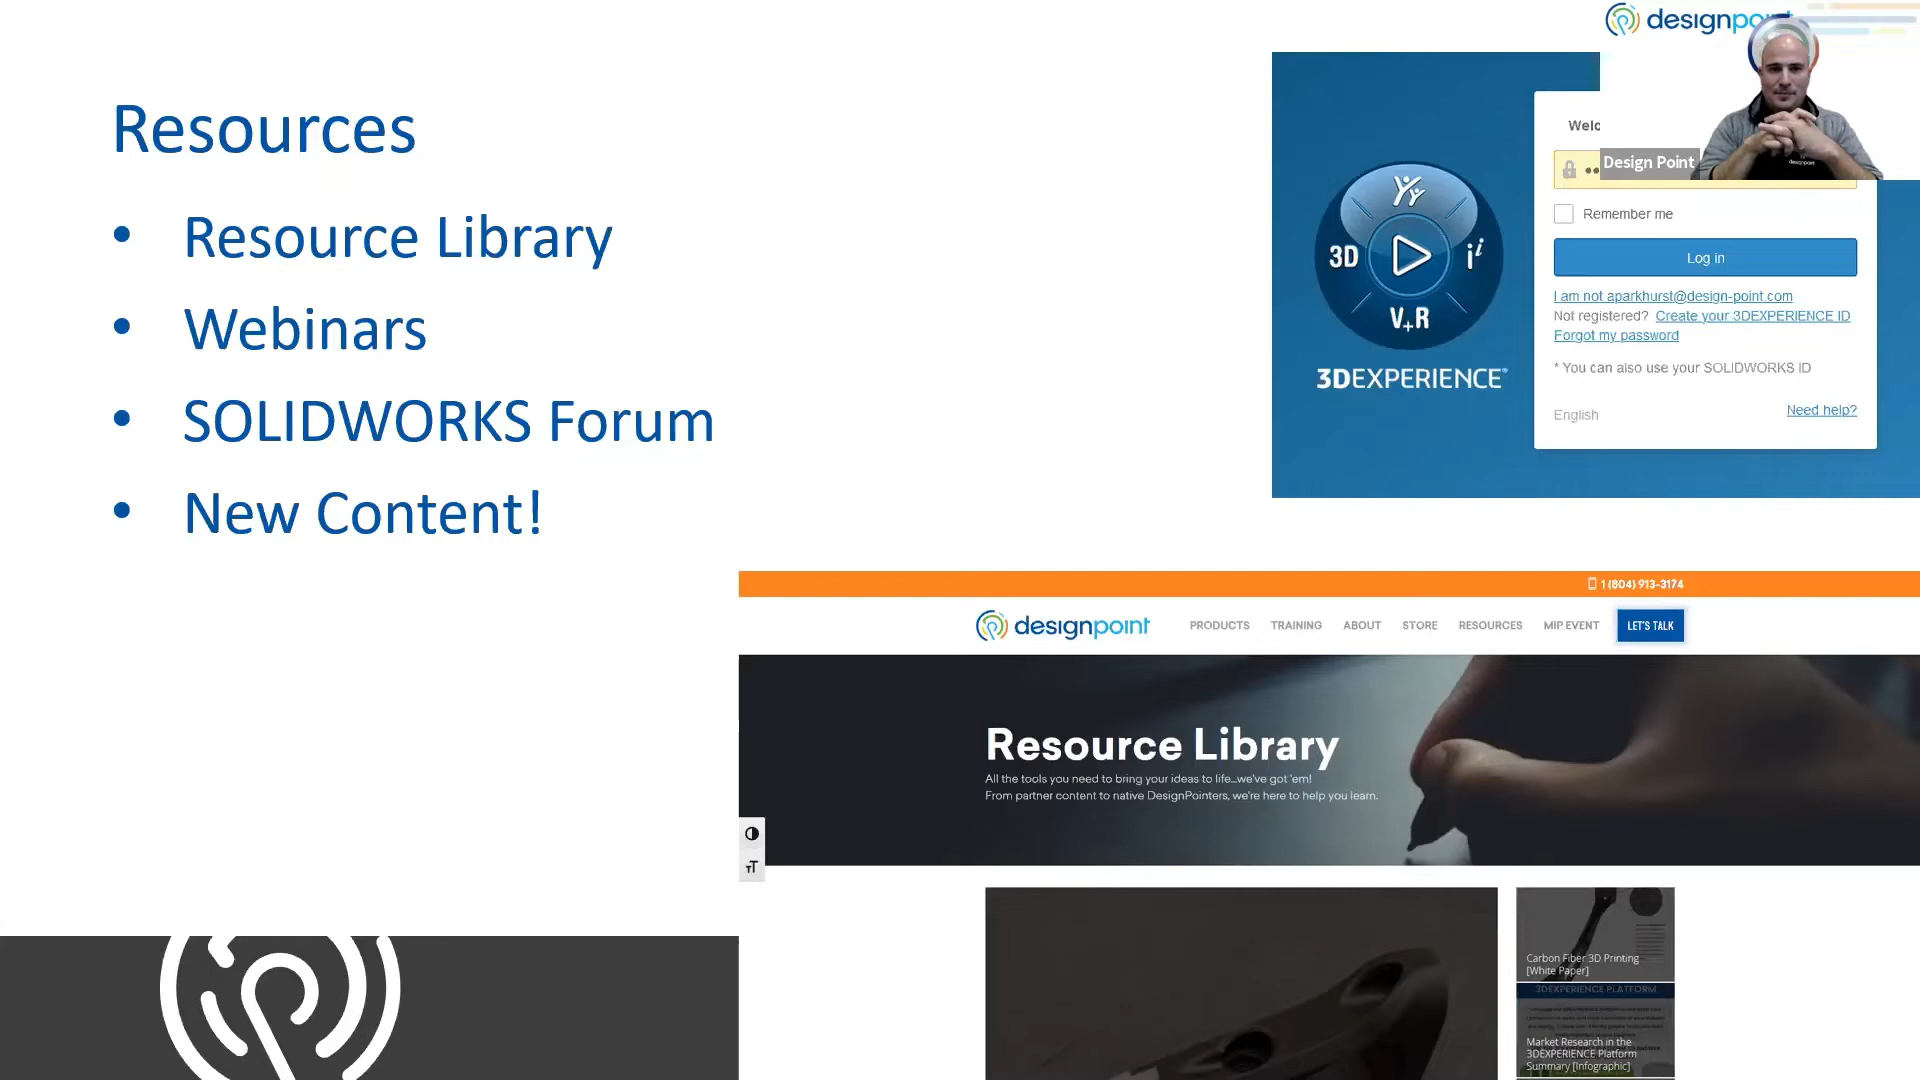 designpo
Resources
• Resource Library
• Webinars
• SOLIDWORKS Forum
• New Content!
Welc
Design Point
Remember me
Log in
I am not aparkhurst@design-point.com
Not registered? Create your 3DEXPERIENCE ID
Forgot my password
* You can also use your SOLIDWORKS ID
English
Need help?
3D
i
V+R
3DEXPERIENCE
1 (804) 913-3174
designpoint
PRODUCTS TRAINING ABOUT STORE RESOURCES MIP EVENT LET'S TALK
Resource Library
All the tools you need to bring your ideas to life...we've got 'em!
From partner content to native DesignPointers, we're here to help you learn.
Carbon Fiber 3D Printing
[White Paper]
3DEXPERIENCE PLATFORM
Market Research in the
3DEXPERIENCE Platform
Summary [Infographic]